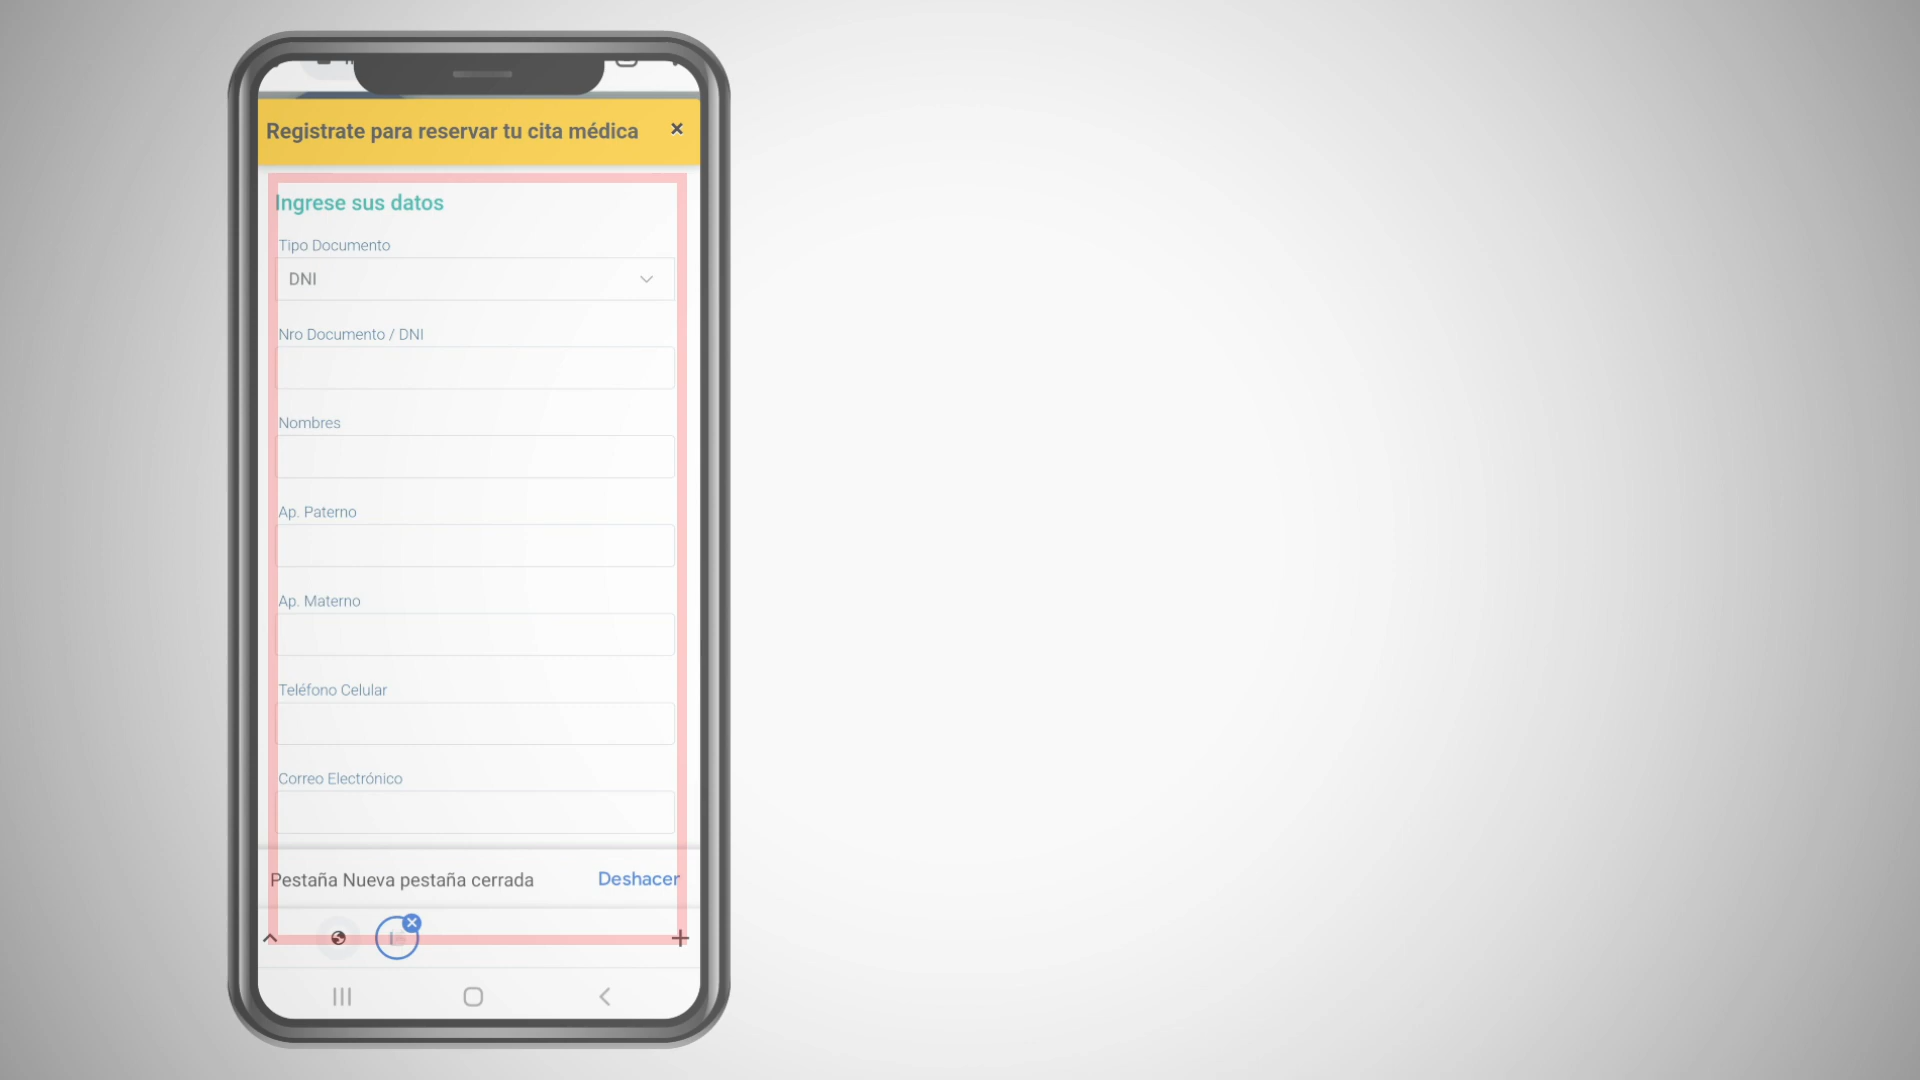 Registrate para reservar tu cita médica
Ingrese sus datos
Tipo Documento
DNI
Nro Documento / DNI
Nombres
Ap. Paterno
Ap. Materno
Teléfono Celular
Correo Electrónico
Pestaña Nueva pestaña cerrada
Deshacer